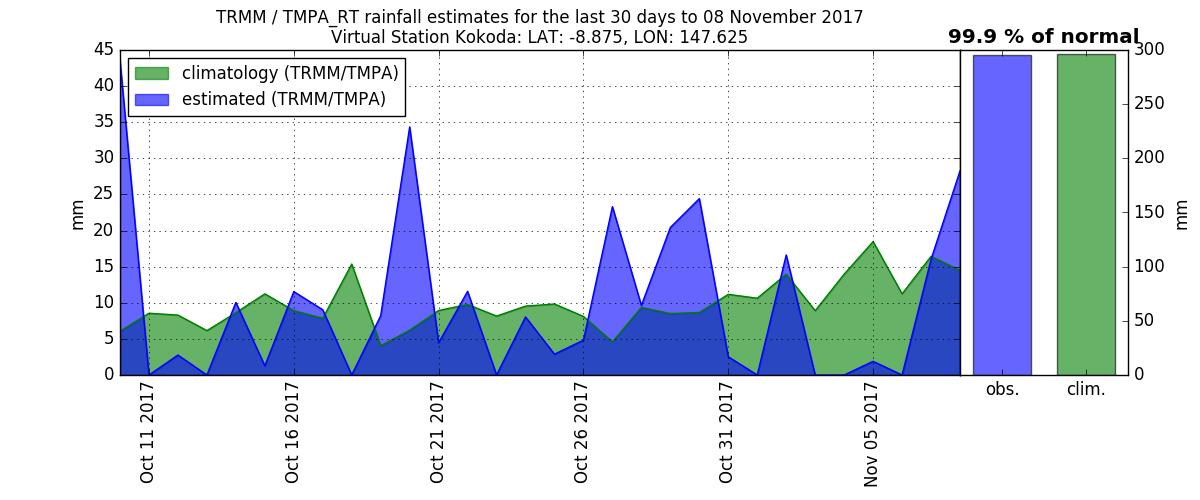 TRMM / TMPA_RT rainfall estimates for the last 30 days to 08 November 2017
Virtual Station Kokoda: LAT: -8.875, LON: 147.625
99.9 % of normal
climatology (TRMM/TMPA)
estimated (TRMM/TMPA)
mm
45
40
35
30
25
20
15
10
5
0
300
250
200
150
100
50
0
mm
Oct 11 2017
Oct 16 2017
Oct 21 2017
Oct 26 2017
Oct 31 2017
Nov 05 2017
obs.
clim.